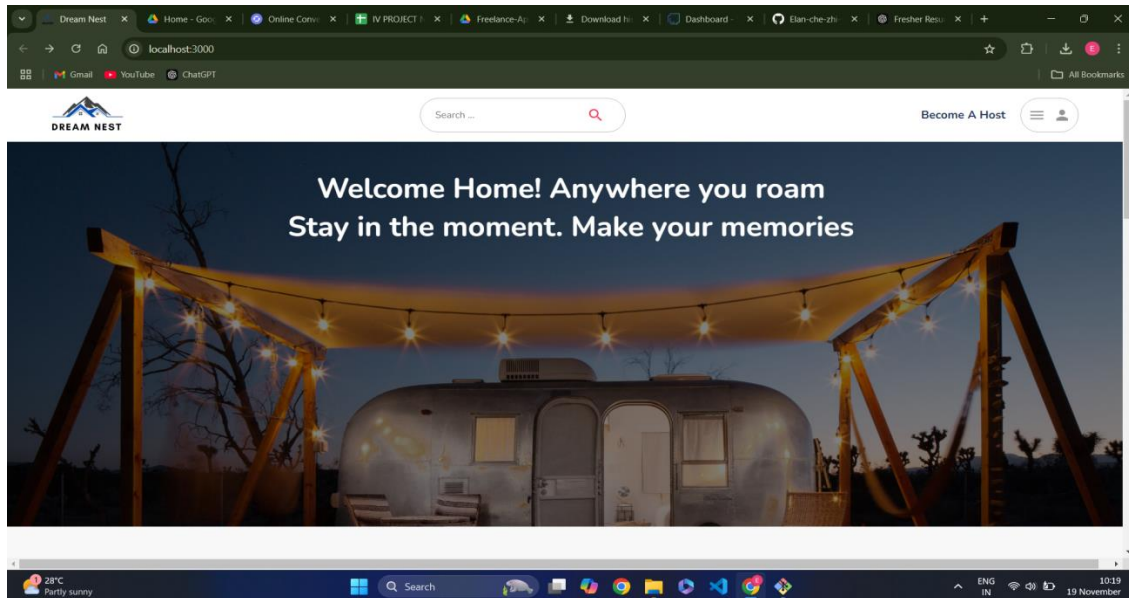 Dream Nest
Home - Goo
Online Conv
IV PROJECT
Freelance-Ap
Download
Dashboard -
Elan-che-zhi
Fresher Resu
localhost:3000
Gmail
YouTube
ChatGPT
All Bookmarks
DREAM NEST
Search ...
Become A Host
Welcome Home! Anywhere you roam
Stay in the moment. Make your memories
28°C
Partly sunny
Search
ENG
IN
10:19
19 November